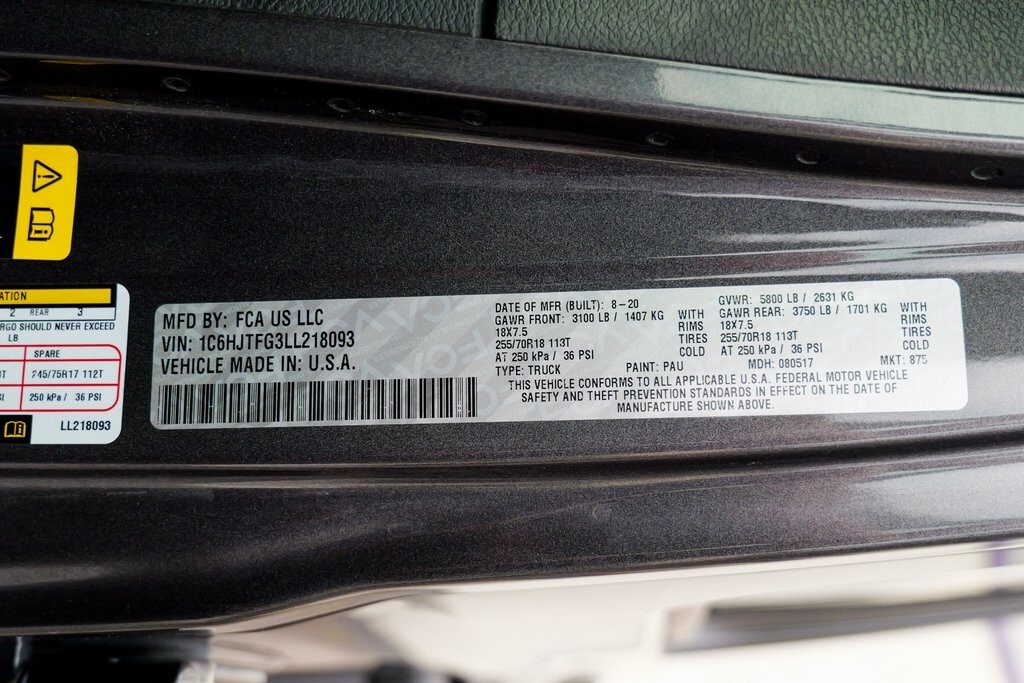 ATION
2 REAR 3
RGO SHOULD NEVER EXCEED
LB
SPARE
245/75R17 112T
250 kPa / 36 PSI
LL218093
MFD BY: FCA US LLC
VIN: 1C6HJTFG3LL218093
VEHICLE MADE IN: U.S.A.
DATE OF MFR (BUILT): 8-20
GAWR FRONT: 3100 LB / 1407 KG WITH
18X7.5 RIMS
255/70R18 113T TIRES
AT 250 kPa / 36 PSI COLD
GVWR: 5800 LB / 2631 KG
GAWR REAR: 3750 LB / 1701 KG WITH
18X7.5 RIMS
255/70R18 113T TIRES
AT 250 kPa / 36 PSI COLD
TYPE: TRUCK PAINT: PAU MDH: 080517 MKT: 875
THIS VEHICLE CONFORMS TO ALL APPLICABLE U.S.A. FEDERAL MOTOR VEHICLE
SAFETY AND THEFT PREVENTION STANDARDS IN EFFECT ON THE DATE OF
MANUFACTURE SHOWN ABOVE.